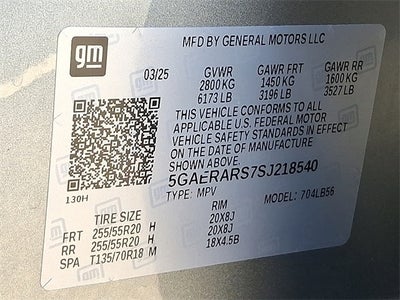 gm
MFD BY GENERAL MOTORS LLC
03/25 GVWR GAWR FRT GAWR RR
2800 KG 1450 KG 1600 KG
6173 LB 3196 LB 3527 LB
THIS VEHICLE CONFORMS TO ALL
APPLICABLE U.S. FEDERAL MOTOR
VEHICLE SAFETY STANDARDS IN EFFECT
ON THE DATE OF MANUFACTURE
SHOWN ABOVE.
5GAERARS7SJ218540
130H TYPE: MPV MODEL: 704LB56
TIRE SIZE RIM
FRT 255/55R20 H 20X8J
RR 255/55R20 H 20X8J
SPA T135/70R18 M 18X4.5B